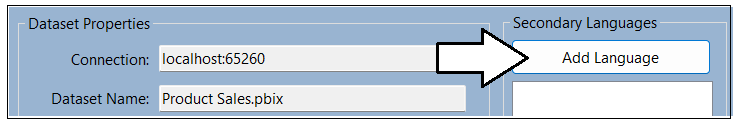 Dataset Properties
Secondary Languages
Connection: localhost:65260
Add Language
Dataset Name: Product Sales.pbix